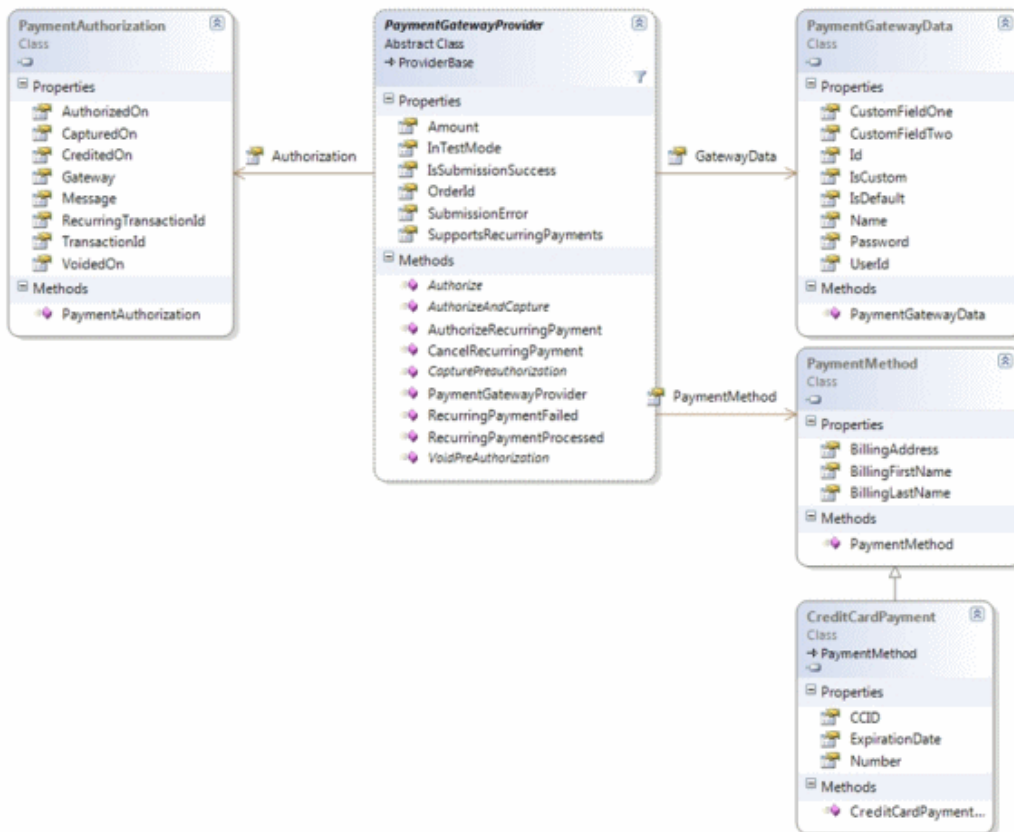 PaymentAuthorization
Class
Properties
AuthorizedOn
CapturedOn
CreditedOn
Gateway
Message
RecurringTransactionId
TransactionId
VoidedOn
Methods
PaymentAuthorization
Authorization
PaymentGatewayProvider
Abstract Class
ProviderBase
Properties
Amount
InTestMode
IsSubmissionSuccess
OrderId
SubmissionError
SupportsRecurringPayments
Methods
Authorize
AuthorizeAndCapture
AuthorizeRecurringPayment
CancelRecurringPayment
CapturePreauthorization
PaymentGatewayProvider
RecurringPaymentFailed
RecurringPaymentProcessed
VoidPreAuthorization
GatewayData
PaymentGatewayData
Class
Properties
CustomFieldOne
CustomFieldTwo
Id
IsCustom
IsDefault
Name
Password
UserId
Methods
PaymentGatewayData
PaymentMethod
PaymentMethod
Class
Properties
BillingAddress
BillingFirstName
BillingLastName
Methods
PaymentMethod
CreditCardPayment
Class
PaymentMethod
Properties
CCID
ExpirationDate
Number
Methods
CreditCardPayment...